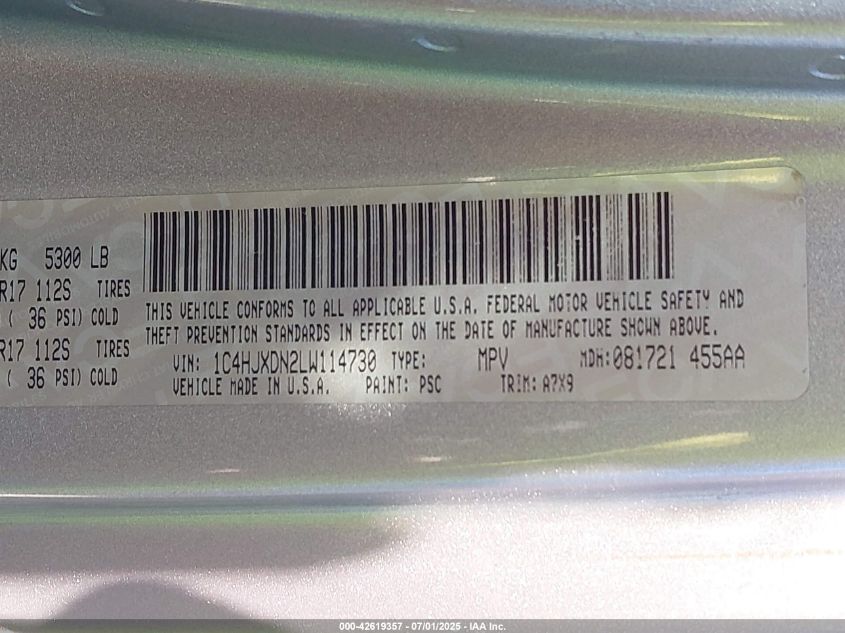 KG 5300 LB
R17 112S TIRES
( 36 PSI) COLD
R17 112S TIRES
( 36 PSI) COLD
THIS VEHICLE CONFORMS TO ALL APPLICABLE U.S.A. FEDERAL MOTOR VEHICLE SAFETY AND
THEFT PREVENTION STANDARDS IN EFFECT ON THE DATE OF MANUFACTURE SHOWN ABOVE.
VIN: 1C4HJXDN2LW114730 TYPE: MPV MDH:081721 455AA
VEHICLE MADE IN U.S.A. PAINT: PSC TRIM: A7X9
000-42619357 - 07/01/2025 - IAA Inc.